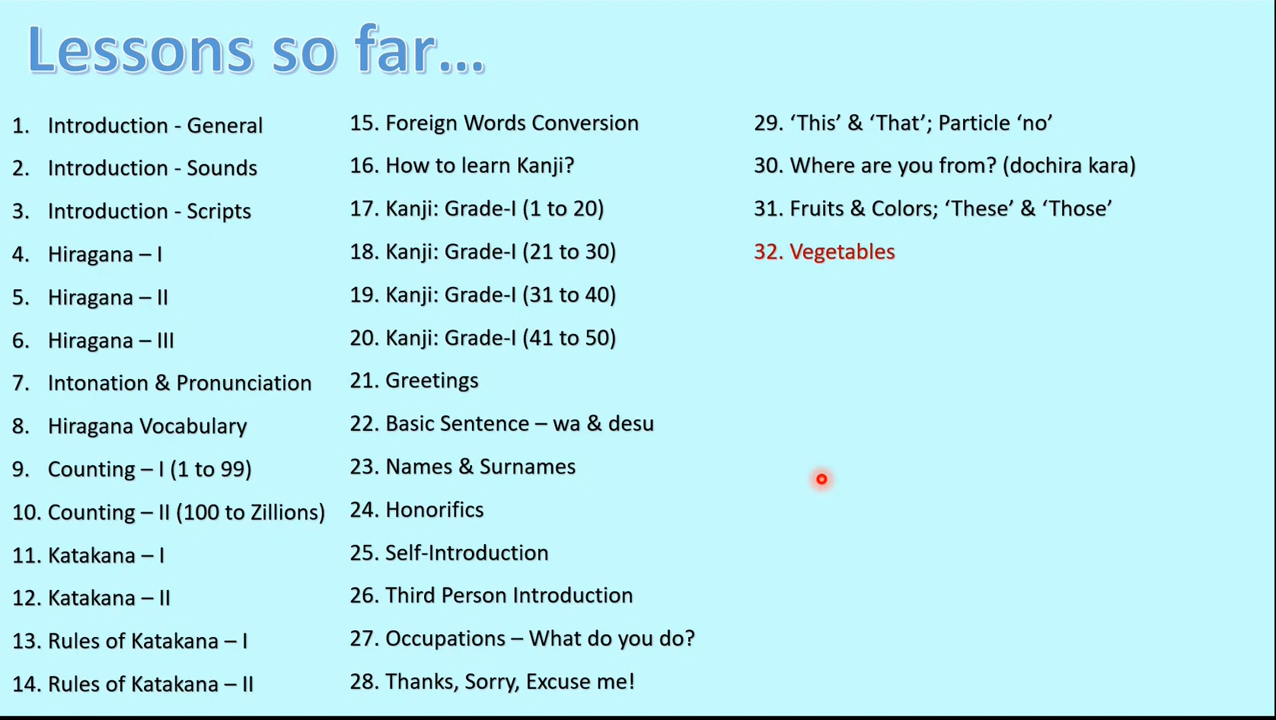 Lessons so far...
1. Introduction - General
2. Introduction - Sounds
3. Introduction - Scripts
4. Hiragana – I
5. Hiragana – II
6. Hiragana – III
7. Intonation & Pronunciation
8. Hiragana Vocabulary
9. Counting – I (1 to 99)
10. Counting – II (100 to Zillions)
11. Katakana – I
12. Katakana – II
13. Rules of Katakana – I
14. Rules of Katakana – II
15. Foreign Words Conversion
16. How to learn Kanji?
17. Kanji: Grade-I (1 to 20)
18. Kanji: Grade-I (21 to 30)
19. Kanji: Grade-I (31 to 40)
20. Kanji: Grade-I (41 to 50)
21. Greetings
22. Basic Sentence – wa & desu
23. Names & Surnames
24. Honorifics
25. Self-Introduction
26. Third Person Introduction
27. Occupations – What do you do?
28. Thanks, Sorry, Excuse me!
29. ‘This’ & ‘That’; Particle ‘no’
30. Where are you from? (dochira kara)
31. Fruits & Colors; ‘These’ & ‘Those’
32. Vegetables